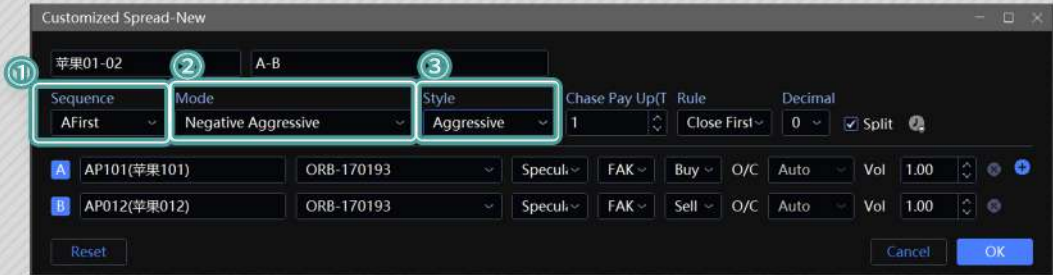 Customized Spread-New
苹果01-02 A-B
① ② ③
Sequence Mode Style Chase Pay Up(T Rule Decimal
AFirst Negative Aggressive Aggressive 1 Close First 0 Split
A AP101(苹果101) ORB-170193 Specul FAK Buy O/C Auto Vol 1.00
B AP012(苹果012) ORB-170193 Specul FAK Sell O/C Auto Vol 1.00
Reset Cancel OK